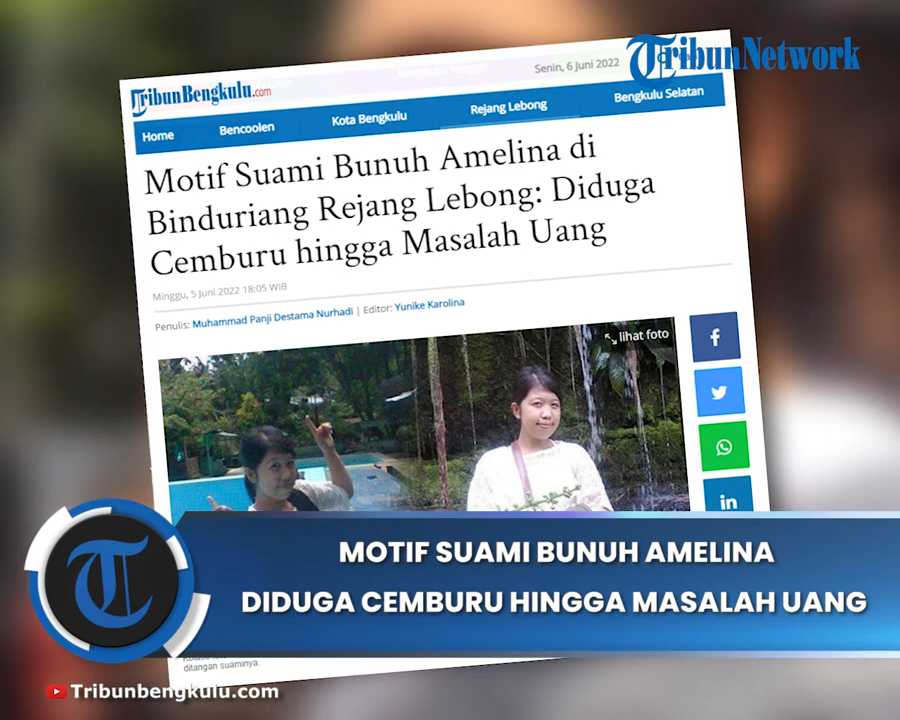 TribunNetwork
TribunBengkulu.com
Senin, 6 Juni 2022
Home Bencoolen Kota Bengkulu Rejang Lebong Bengkulu Selatan
Motif Suami Bunuh Amelina di
Binduriang Rejang Lebong: Diduga
Cemburu hingga Masalah Uang
Minggu, 5 Juni 2022 18:05 WIB
Penulis: Muhammad Panji Destama Nurhadi | Editor: Yunike Karolina
lihat foto
MOTIF SUAMI BUNUH AMELINA
DIDUGA CEMBURU HINGGA MASALAH UANG
ditangan suaminya.
Tribunbengkulu.com